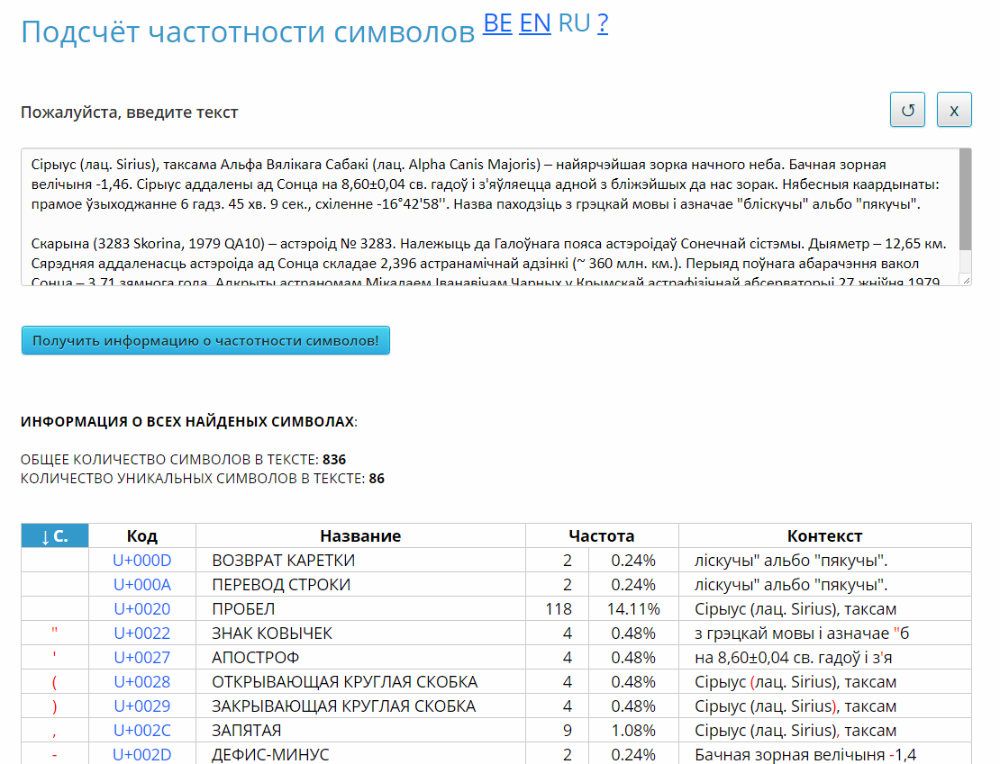 Подсчёт частотности символов BE EN RU ?
Пожалуйста, введите текст
↺ X
Сірыус (лац. Sirius), таксама Альфа Вялікага Сабакі (лац. Alpha Canis Majoris) – найярчэйшая зорка начнога неба. Бачная зорная
велічыня -1,46. Сірыус аддалены ад Сонца на 8,60±0,04 св. гадоў і з'яўляецца адной з бліжэйшых да нас зорак. Нябесныя каардынаты:
прамое ўзыходжанне 6 гадз. 45 хв. 9 сек., схіленне -16°42'58''. Назва паходзіць з грэцкай мовы і азначае "бліскучы" альбо "пякучы".
Скарына (3283 Skorina, 1979 QA10) – астэроід № 3283. Належыць да Галоўнага пояса астэроідаў Сонечнай сістэмы. Дыяметр – 12,65 км.
Сярэдняя аддаленасць астэроіда ад Сонца складае 2,396 астранамічнай адзінкі (~ 360 млн. км.). Перыяд поўнага абарачэння вакол
Сонца – 3,71 зямнога года. Адкрыты астраномам Мікалаем Іванавічам Чарных у Крымскай астрафізічнай абсерваторыі 27 жніўня 1979
Получить информацию о частотности символов!
ИНФОРМАЦИЯ О ВСЕХ НАЙДЕНЫХ СИМВОЛАХ:
ОБЩЕЕ КОЛИЧЕСТВО СИМВОЛОВ В ТЕКСТЕ: 836
КОЛИЧЕСТВО УНИКАЛЬНЫХ СИМВОЛОВ В ТЕКСТЕ: 86
↓ С. Код Название Частота Контекст
U+000D ВОЗВРАТ КАРЕТКИ 2 0.24% ліскучы" альбо "пякучы".
U+000A ПЕРЕВОД СТРОКИ 2 0.24% ліскучы" альбо "пякучы".
U+0020 ПРОБЕЛ 118 14.11% Сірыус (лац. Sirius), таксам
" U+0022 ЗНАК КОВЫЧЕК 4 0.48% з грэцкай мовы і азначае "б
' U+0027 АПОСТРОФ 4 0.48% на 8,60±0,04 св. гадоў і з'я
( U+0028 ОТКРЫВАЮЩАЯ КРУГЛАЯ СКОБКА 4 0.48% Сірыус (лац. Sirius), таксам
) U+0029 ЗАКРЫВАЮЩАЯ КРУГЛАЯ СКОБКА 4 0.48% Сірыус (лац. Sirius), таксам
, U+002C ЗАПЯТАЯ 9 1.08% Сірыус (лац. Sirius), таксам
- U+002D ДЕФИС-МИНУС 2 0.24% Бачная зорная велічыня -1,4